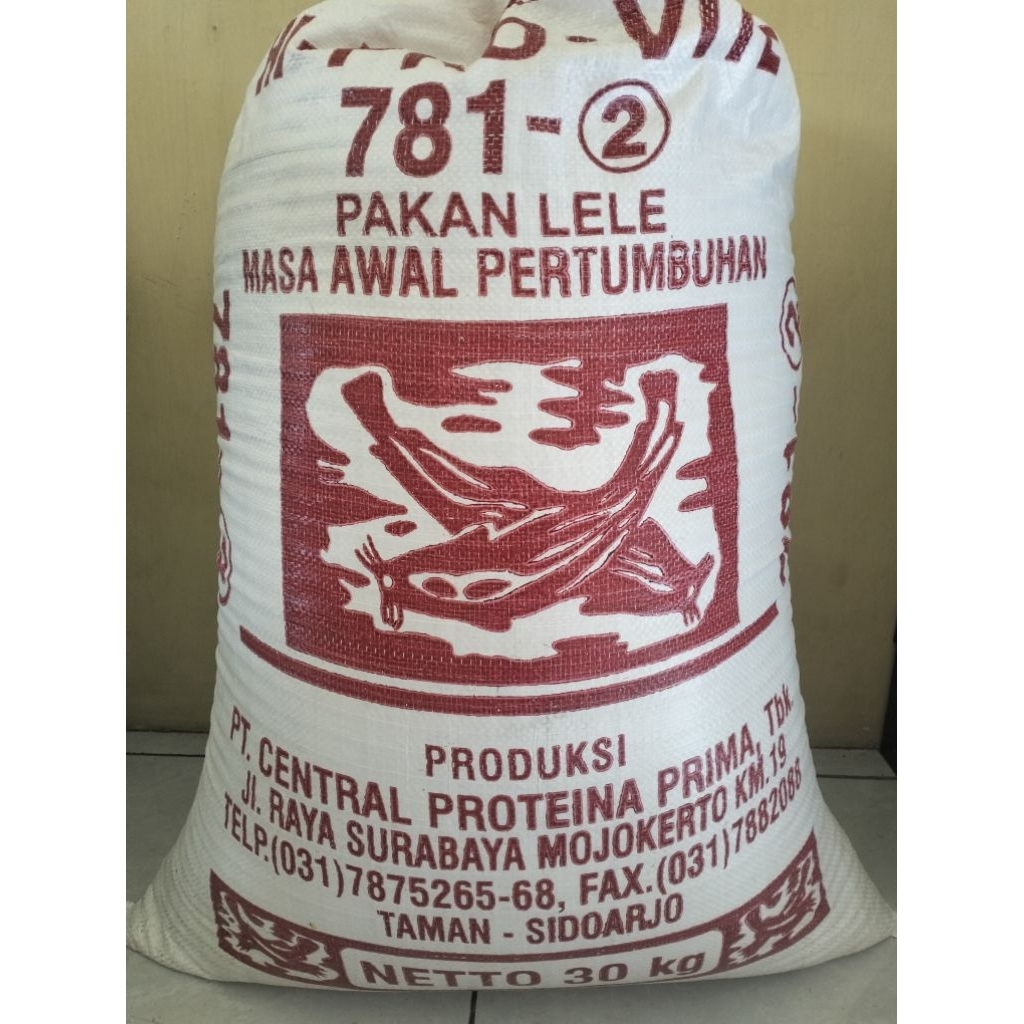 781-②
PAKAN LELE
MASA AWAL PERTUMBUHAN
PRODUKSI
PT. CENTRAL PROTEINA PRIMA, Tbk.
Jl. RAYA SURABAYA MOJOKERTO KM.19
TELP.(031)7875265-68, FAX.(031)7882088
TAMAN - SIDOARJO
NETTO 30 kg